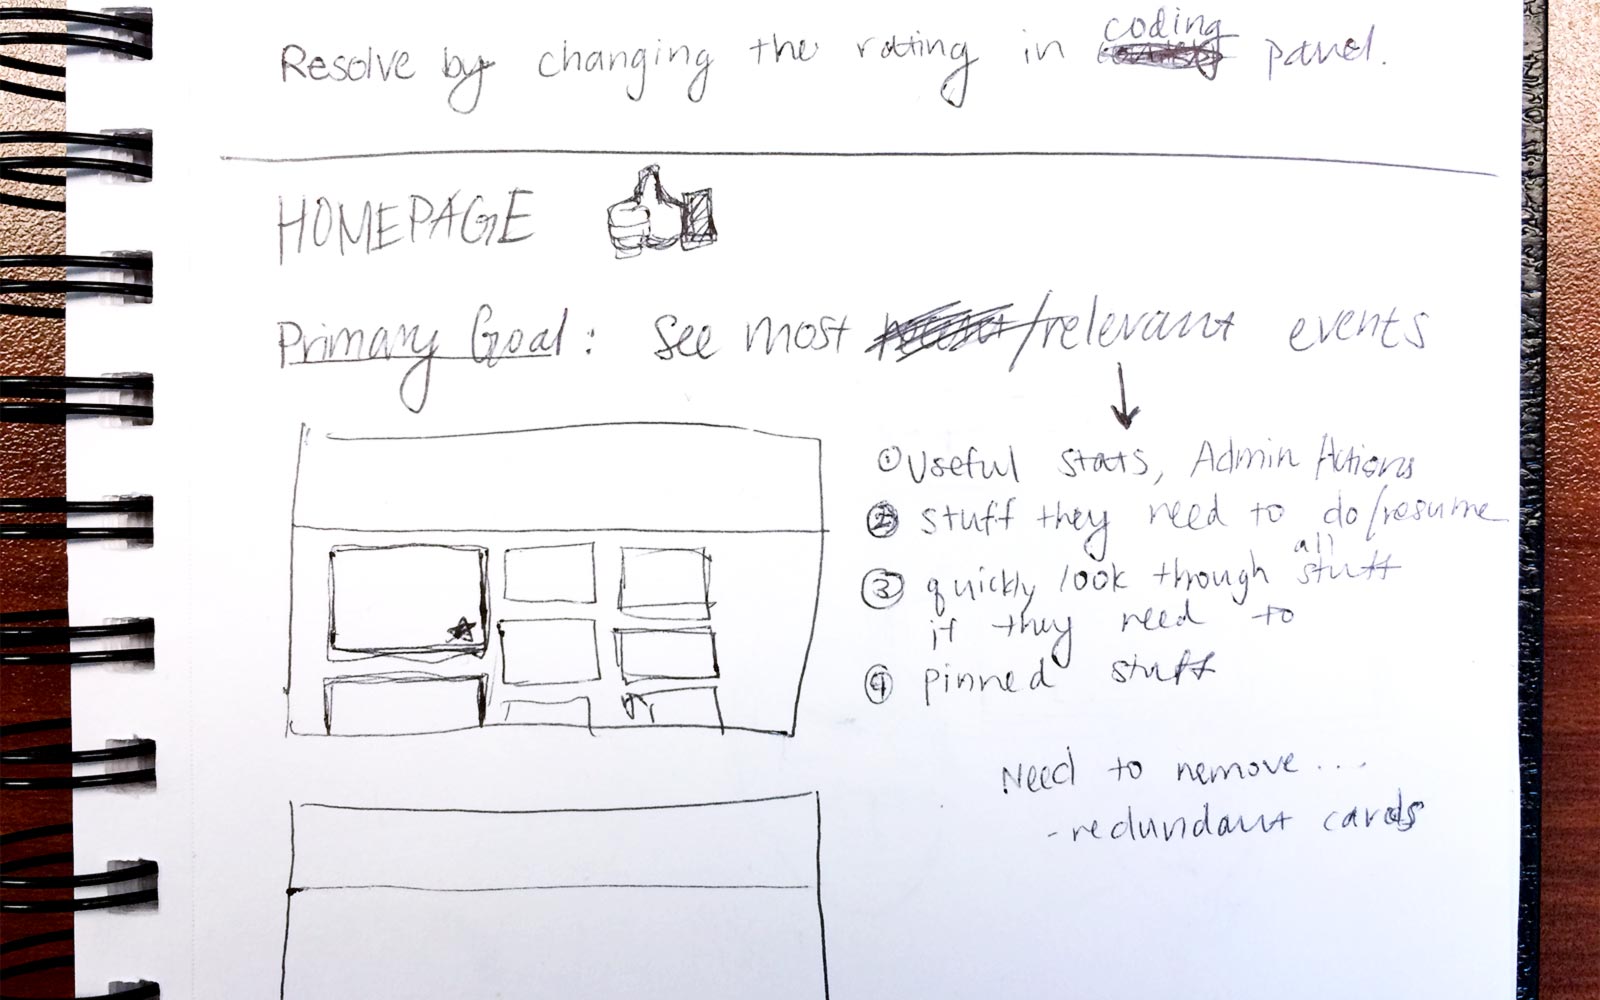 Resolve by changing the rating in coding panel.
HOMEPAGE
Primary Goal: See most /relevant events
① Useful stats, Admin Actions
② stuff they need to do/resume
③ quickly look through all stuff
if they need to
④ pinned stuff
Need to remove...
- redundant cards